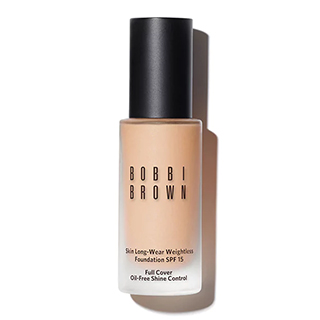 BOBBI
BROWN
Skin Long-Wear Weightless
Foundation SPF 15
Full Cover
Oil-Free Shine Control